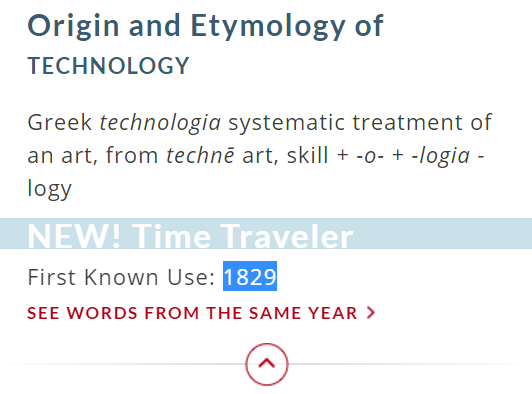 Origin and Etymology of
TECHNOLOGY
Greek technologia systematic treatment of
an art, from technē art, skill + -o- + -logia -
logy
NEW! Time Traveler
First Known Use: 1829
SEE WORDS FROM THE SAME YEAR >